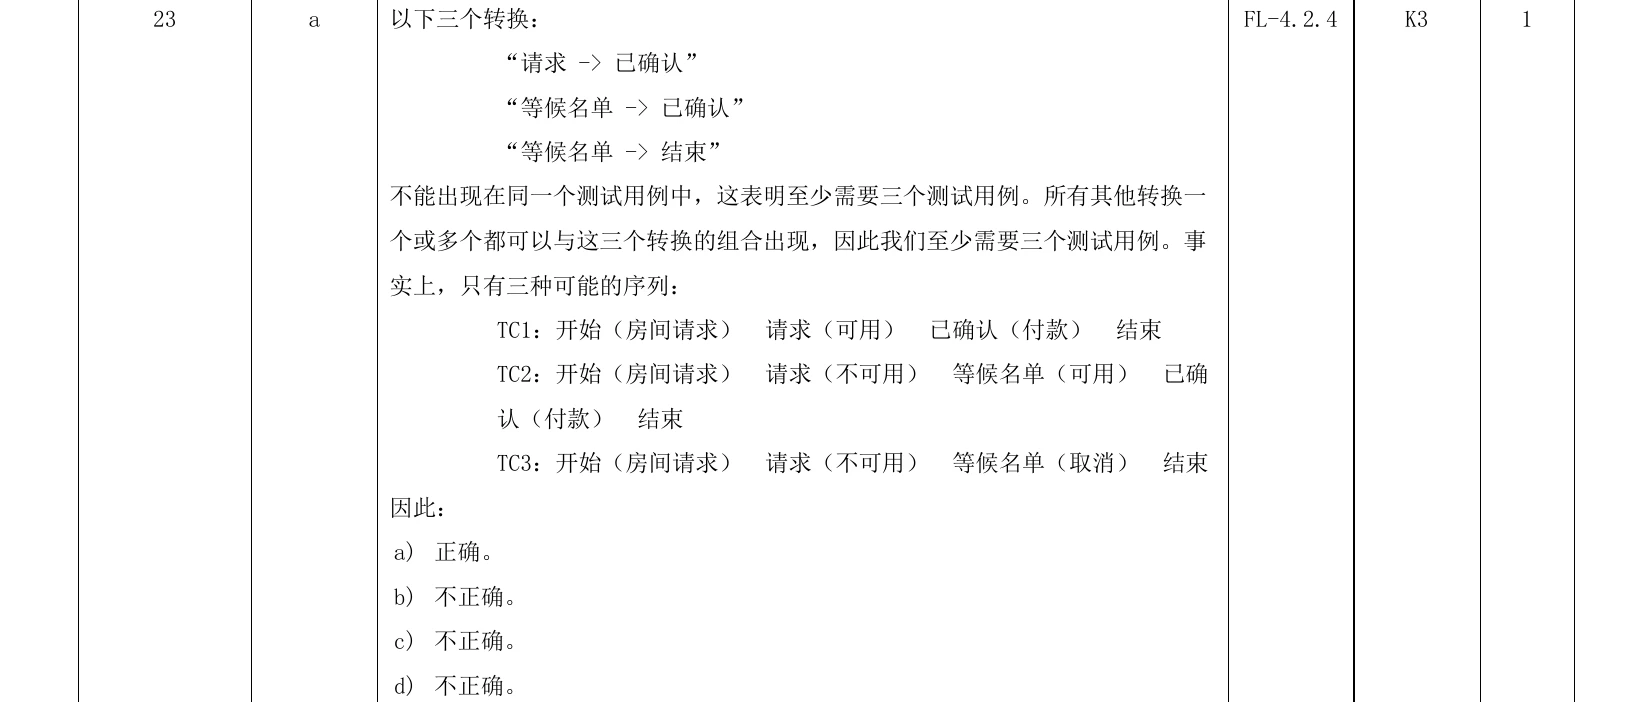 23 a 以下三个转换： FL-4.2.4 K3 1
“请求 -> 已确认”
“等候名单 -> 已确认”
“等候名单 -> 结束”
不能出现在同一个测试用例中，这表明至少需要三个测试用例。所有其他转换一
个或多个都可以与这三个转换的组合出现，因此我们至少需要三个测试用例。事
实上，只有三种可能的序列：
TC1：开始（房间请求） 请求（可用） 已确认（付款） 结束
TC2：开始（房间请求） 请求（不可用） 等候名单（可用） 已确
认（付款） 结束
TC3：开始（房间请求） 请求（不可用） 等候名单（取消） 结束
因此：
a) 正确。
b) 不正确。
c) 不正确。
d) 不正确。